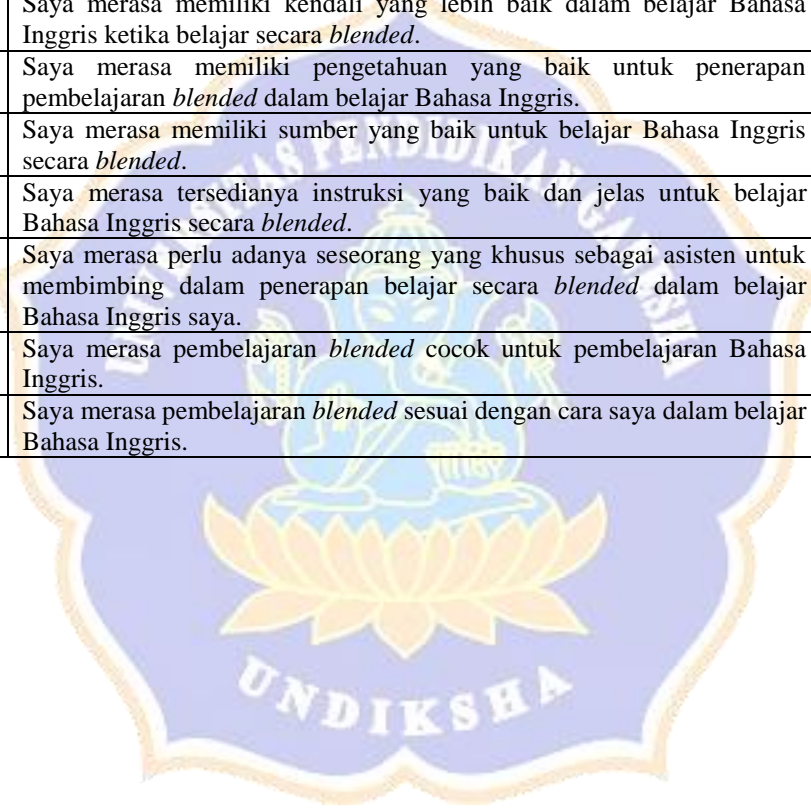 Saya merasa memiliki kendali yang lebih baik dalam belajar Bahasa
Inggris ketika belajar secara blended.
Saya merasa memiliki pengetahuan yang baik untuk penerapan
pembelajaran blended dalam belajar Bahasa Inggris.
Saya merasa memiliki sumber yang baik untuk belajar Bahasa Inggris
secara blended.
Saya merasa tersedianya instruksi yang baik dan jelas untuk belajar
Bahasa Inggris secara blended.
Saya merasa perlu adanya seseorang yang khusus sebagai asisten untuk
membimbing dalam penerapan belajar secara blended dalam belajar
Bahasa Inggris saya.
Saya merasa pembelajaran blended cocok untuk pembelajaran Bahasa
Inggris.
Saya merasa pembelajaran blended sesuai dengan cara saya dalam belajar
Bahasa Inggris.
UNIVERSITAS PENDIDIKAN GANESHA
UNDIKSHA